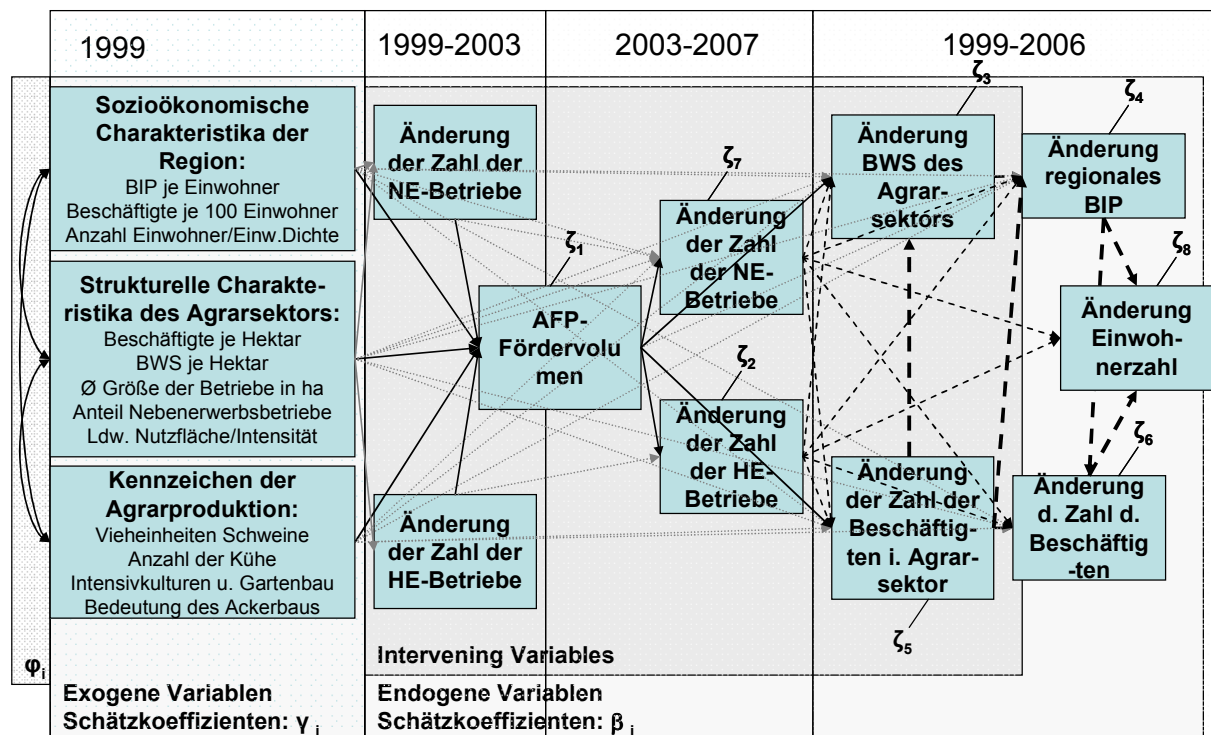 1999
1999-2003
2003-2007
1999-2006
Sozioökonomische
Charakteristika der
Region:
BIP je Einwohner
Beschäftigte je 100 Einwohner
Anzahl Einwohner/Einw.Dichte
Strukturelle Charakte-
ristika des Agrarsektors:
Beschäftigte je Hektar
BWS je Hektar
Ø Größe der Betriebe in ha
Anteil Nebenerwerbsbetriebe
Ldw. Nutzfläche/Intensität
Kennzeichen der
Agrarproduktion:
Vieheinheiten Schweine
Anzahl der Kühe
Intensivkulturen u. Gartenbau
Bedeutung des Ackerbaus
φi
Exogene Variablen
Schätzkoeffizienten: γ i
Änderung
der Zahl der
NE-Betriebe
Änderung
der Zahl der
HE-Betriebe
ζ1
AFP-
Fördervolu
men
ζ7
Änderung
der Zahl
der NE-
Betriebe
ζ2
Änderung
der Zahl
der HE-
Betriebe
ζ3
Änderung
BWS des
Agrar-
sektors
Änderung
der Zahl der
Beschäftig-
ten i. Agrar-
sektor
ζ5
ζ4
Änderung
regionales
BIP
ζ8
Änderung
Einwoh-
nerzahl
ζ6
Änderung
d. Zahl d.
Beschäftig
-ten
Intervening Variables
Endogene Variablen
Schätzkoeffizienten: β i